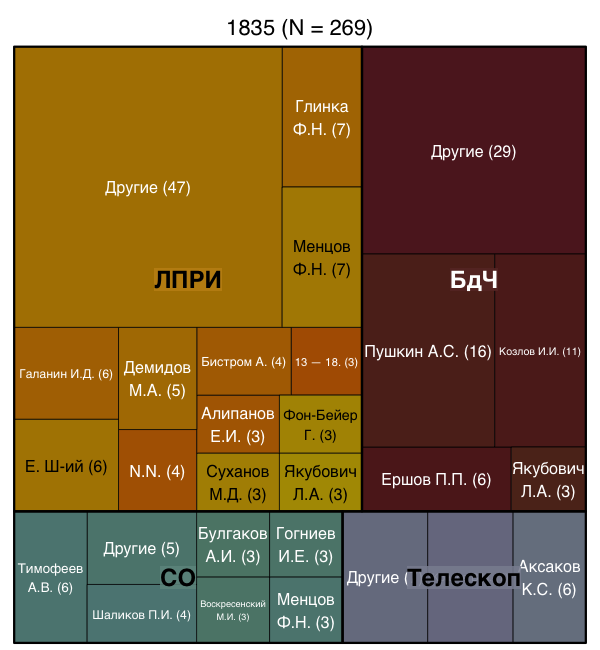 1835 (N = 269)
Другие (47)
Глинка
Ф.Н. (7)
Менцов
Ф.Н. (7)
ЛПРИ
Галанин И.Д. (6)
Демидов
М.А. (5)
Бистром А. (4)
13 — 18. (3)
Алипанов
Е.И. (3)
Фон-Бейер
Г. (3)
Е. Ш-ий (6)
N.N. (4)
Суханов
М.Д. (3)
Якубович
Л.А. (3)
Другие (29)
БдЧ
Пушкин А.С. (16)
Козлов И.И. (11)
Ершов П.П. (6)
Якубович
Л.А. (3)
Тимофеев
А.В. (6)
Другие (5)
Шаликов П.И. (4)
СО
Булгаков
А.И. (3)
Гогниев
И.Е. (3)
Воскресенский
М.И. (3)
Менцов
Ф.Н. (3)
Другие (
Телескоп
Аксаков
К.С. (6)